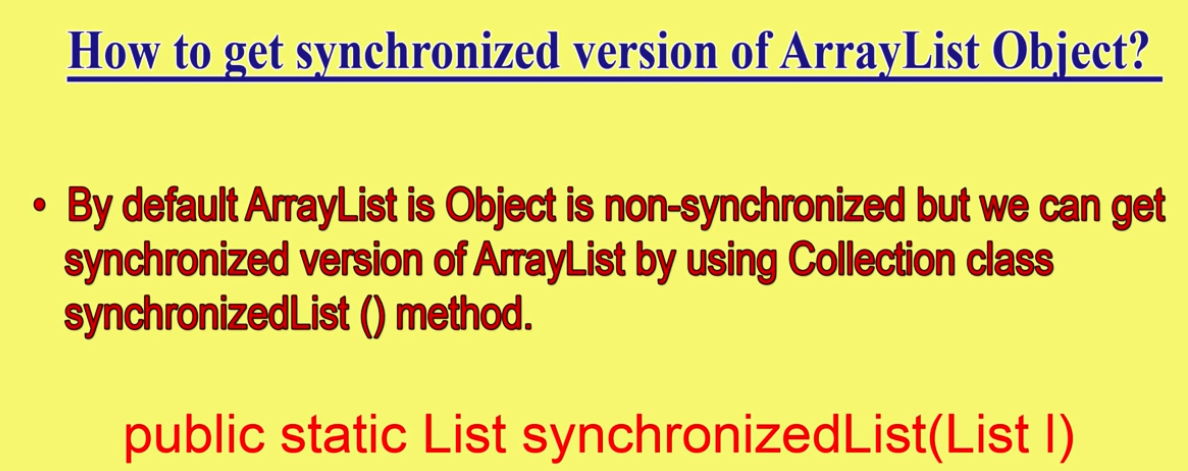 How to get synchronized version of ArrayList Object?
• By default ArrayList is Object is non-synchronized but we can get
synchronized version of ArrayList by using Collection class
synchronizedList () method.
public static List synchronizedList(List l)